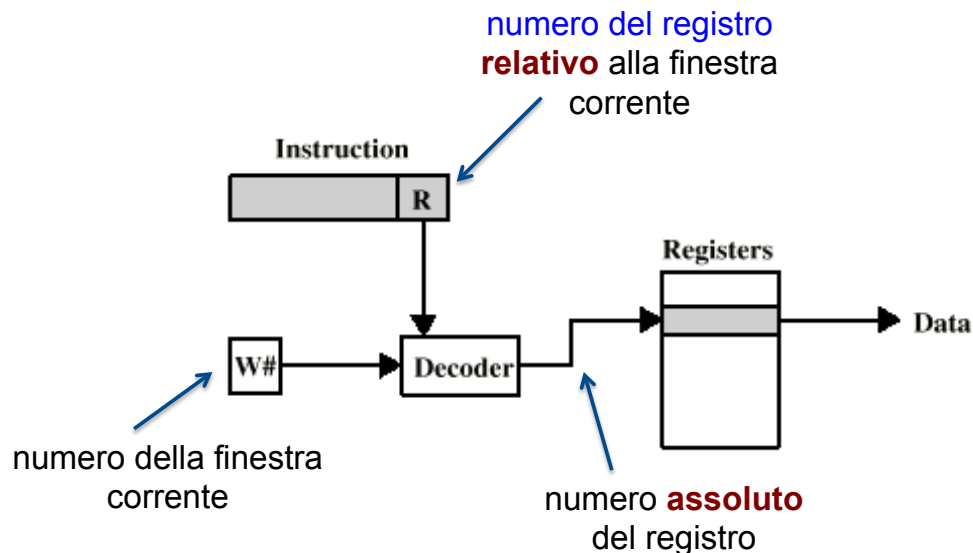 numero del registro
relativo alla finestra
corrente
Instruction
R
Registers
Data
W#
Decoder
numero della finestra
corrente
numero assoluto
del registro